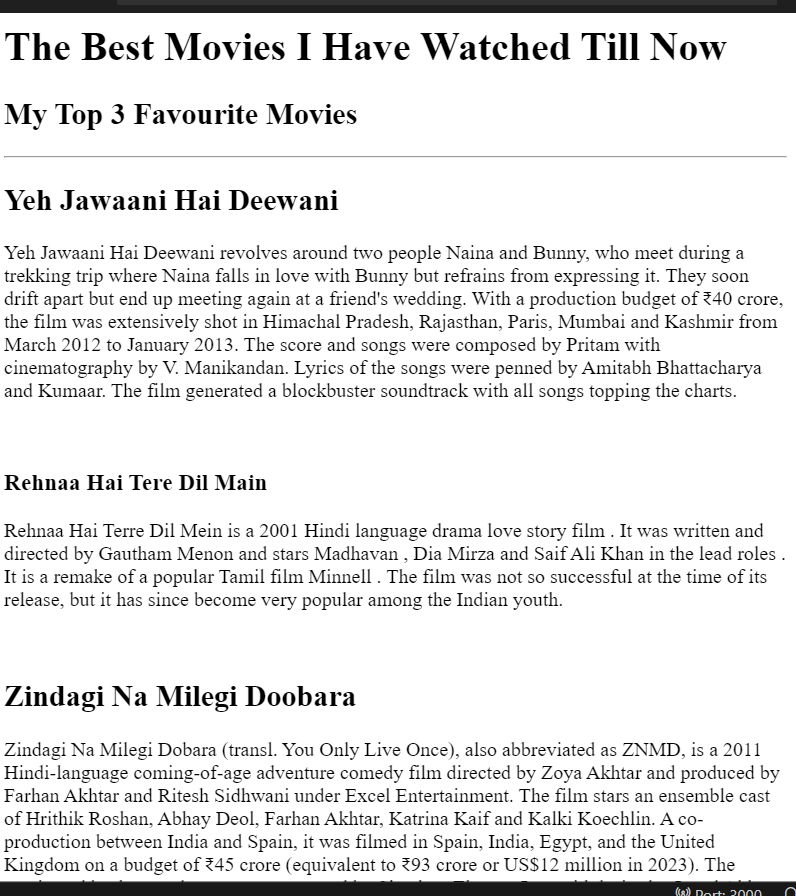 The Best Movies I Have Watched Till Now
My Top 3 Favourite Movies
Yeh Jawaani Hai Deewani
Yeh Jawaani Hai Deewani revolves around two people Naina and Bunny, who meet during a
trekking trip where Naina falls in love with Bunny but refrains from expressing it. They soon
drift apart but end up meeting again at a friend's wedding. With a production budget of ₹40 crore,
the film was extensively shot in Himachal Pradesh, Rajasthan, Paris, Mumbai and Kashmir from
March 2012 to January 2013. The score and songs were composed by Pritam with
cinematography by V. Manikandan. Lyrics of the songs were penned by Amitabh Bhattacharya
and Kumaar. The film generated a blockbuster soundtrack with all songs topping the charts.
Rehnaa Hai Tere Dil Main
Rehnaa Hai Terre Dil Mein is a 2001 Hindi language drama love story film . It was written and
directed by Gautham Menon and stars Madhavan , Dia Mirza and Saif Ali Khan in the lead roles .
It is a remake of a popular Tamil film Minnell . The film was not so successful at the time of its
release, but it has since become very popular among the Indian youth.
Zindagi Na Milegi Doobara
Zindagi Na Milegi Dobara (transl. You Only Live Once), also abbreviated as ZNMD, is a 2011
Hindi-language coming-of-age adventure comedy film directed by Zoya Akhtar and produced by
Farhan Akhtar and Ritesh Sidhwani under Excel Entertainment. The film stars an ensemble cast
of Hrithik Roshan, Abhay Deol, Farhan Akhtar, Katrina Kaif and Kalki Koechlin. A co-
production between India and Spain, it was filmed in Spain, India, Egypt, and the United
Kingdom on a budget of ₹45 crore (equivalent to ₹93 crore or US$12 million in 2023). The
Port: 3000